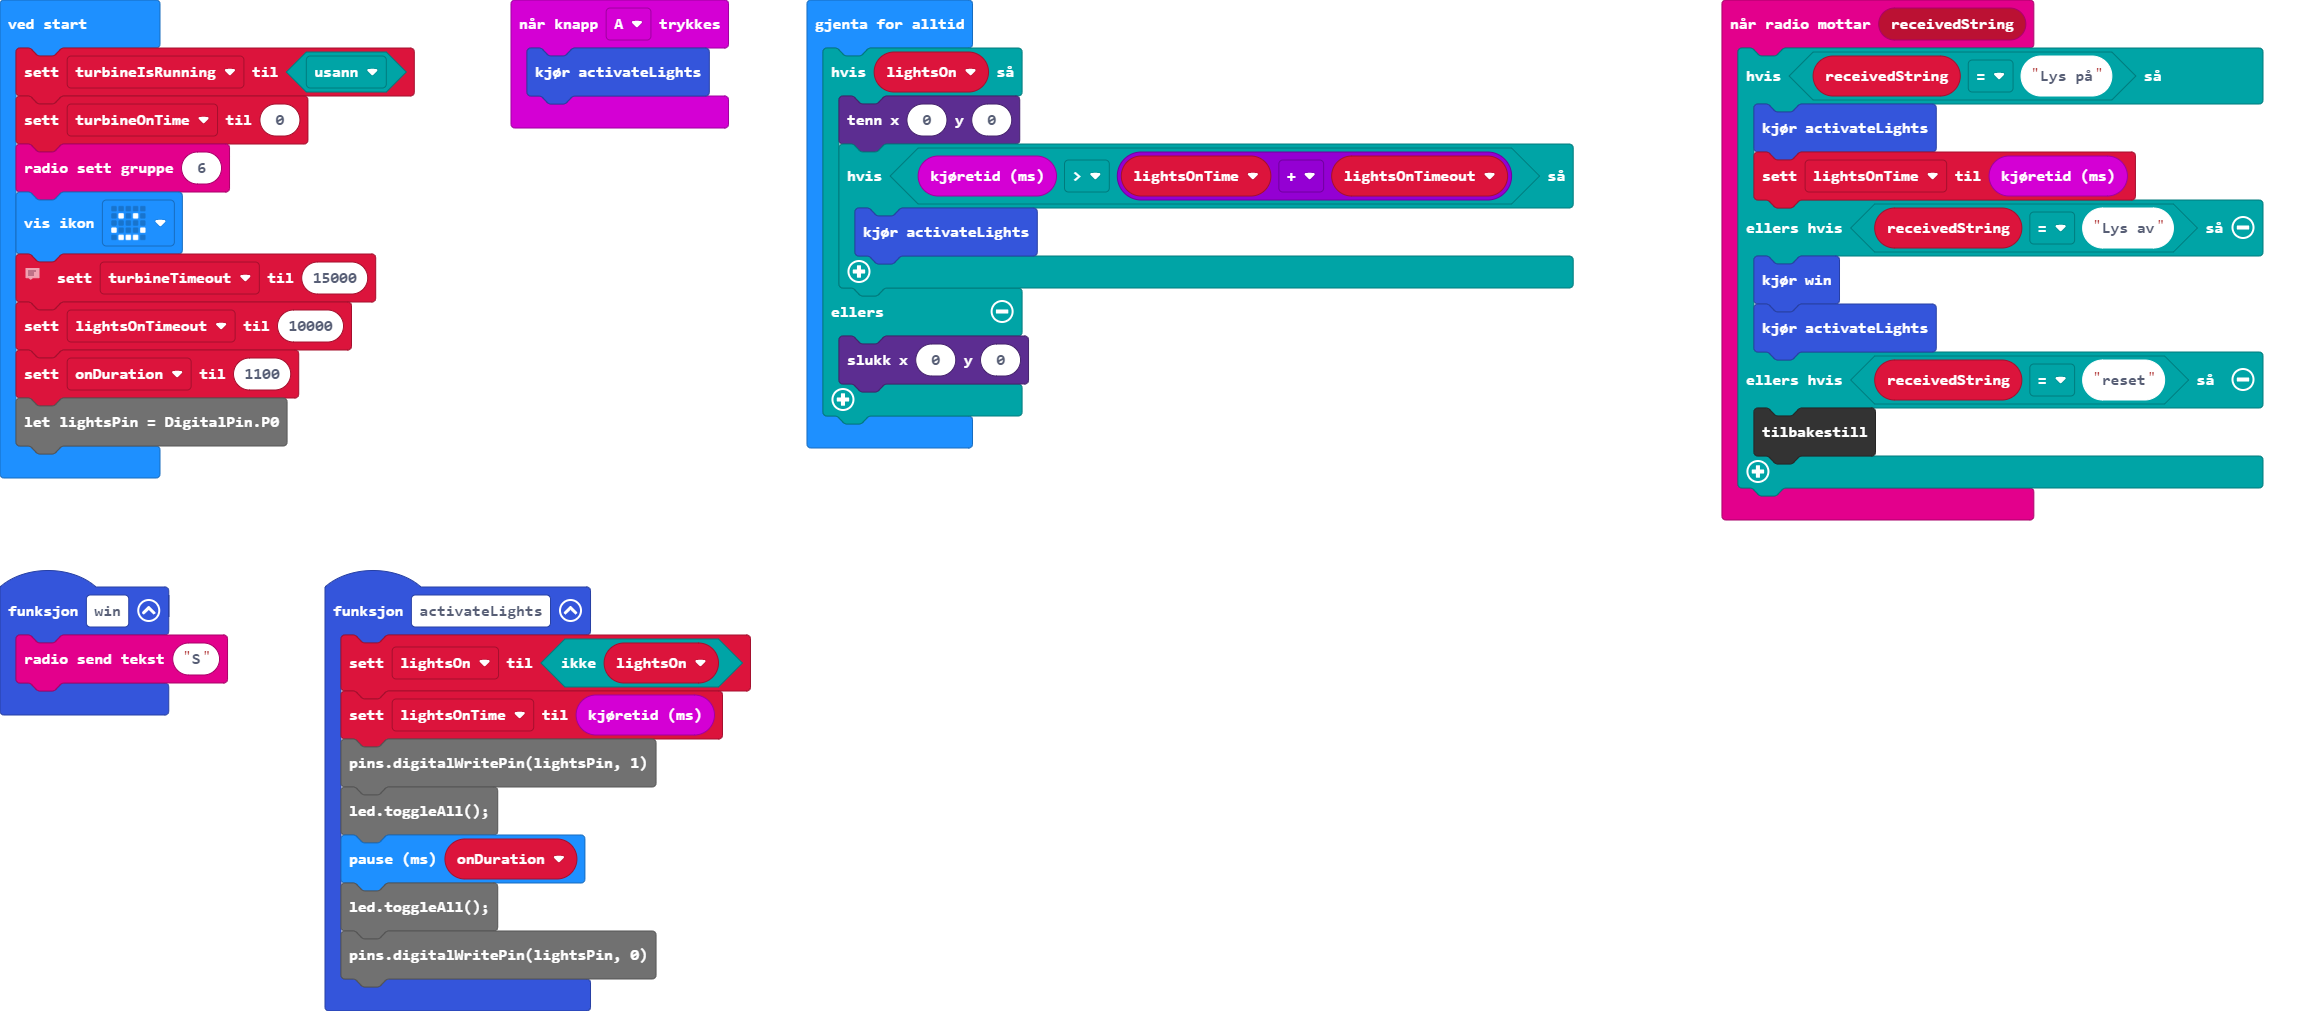 ved start
sett turbineIsRunning til usann
sett turbineOnTime til 0
radio sett gruppe 6
vis ikon
sett turbineTimeout til 15000
sett lightsOnTimeout til 10000
sett onDuration til 1100
let lightsPin = DigitalPin.P0
når knapp A trykkes
kjør activateLights
gjenta for alltid
hvis lightsOn så
tenn x 0 y 0
hvis kjøretid (ms) > lightsOnTime + lightsOnTimeout så
kjør activateLights
ellers
slukk x 0 y 0
når radio mottar receivedString
hvis receivedString = "Lys på" så
kjør activateLights
sett lightsOnTime til kjøretid (ms)
ellers hvis receivedString = "Lys av" så
kjør win
kjør activateLights
ellers hvis receivedString = "reset" så
tilbakestill
funksjon win
radio send tekst "S"
funksjon activateLights
sett lightsOn til ikke lightsOn
sett lightsOnTime til kjøretid (ms)
pins.digitalWritePin(lightsPin, 1)
led.toggleAll();
pause (ms) onDuration
led.toggleAll();
pins.digitalWritePin(lightsPin, 0)